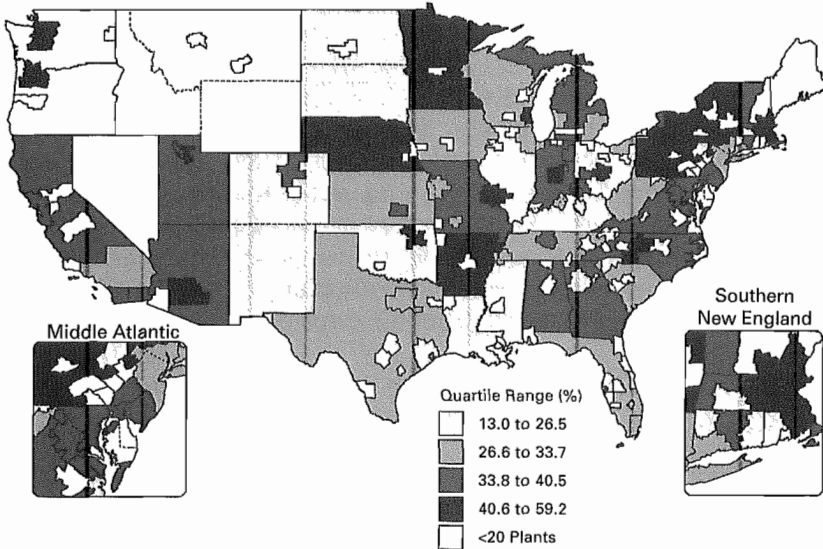 Middle Atlantic
Southern
New England
Quartile Range (%)
13.0 to 26.5
26.6 to 33.7
33.8 to 40.5
40.6 to 59.2
<20 Plants